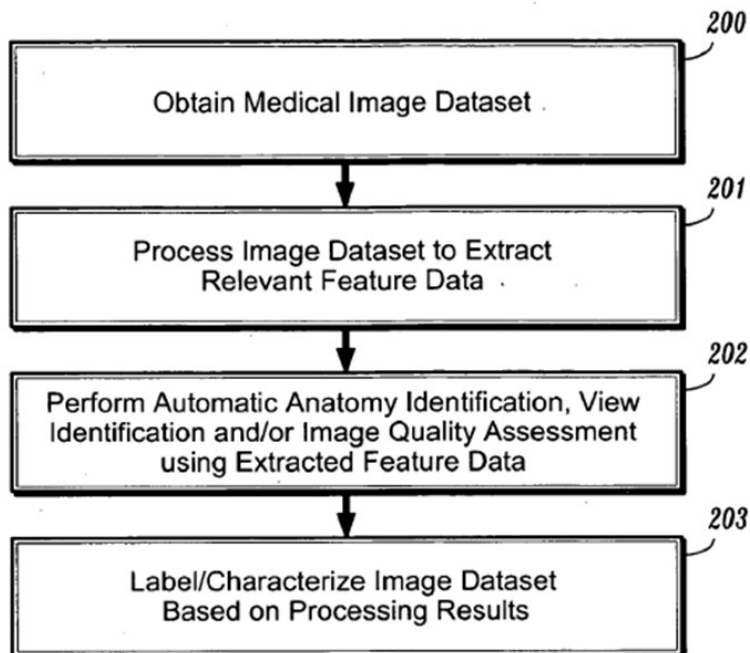 200
Obtain Medical Image Dataset
201
Process Image Dataset to Extract
Relevant Feature Data
202
Perform Automatic Anatomy Identification, View
Identification and/or Image Quality Assessment
using Extracted Feature Data
203
Label/Characterize Image Dataset
Based on Processing Results